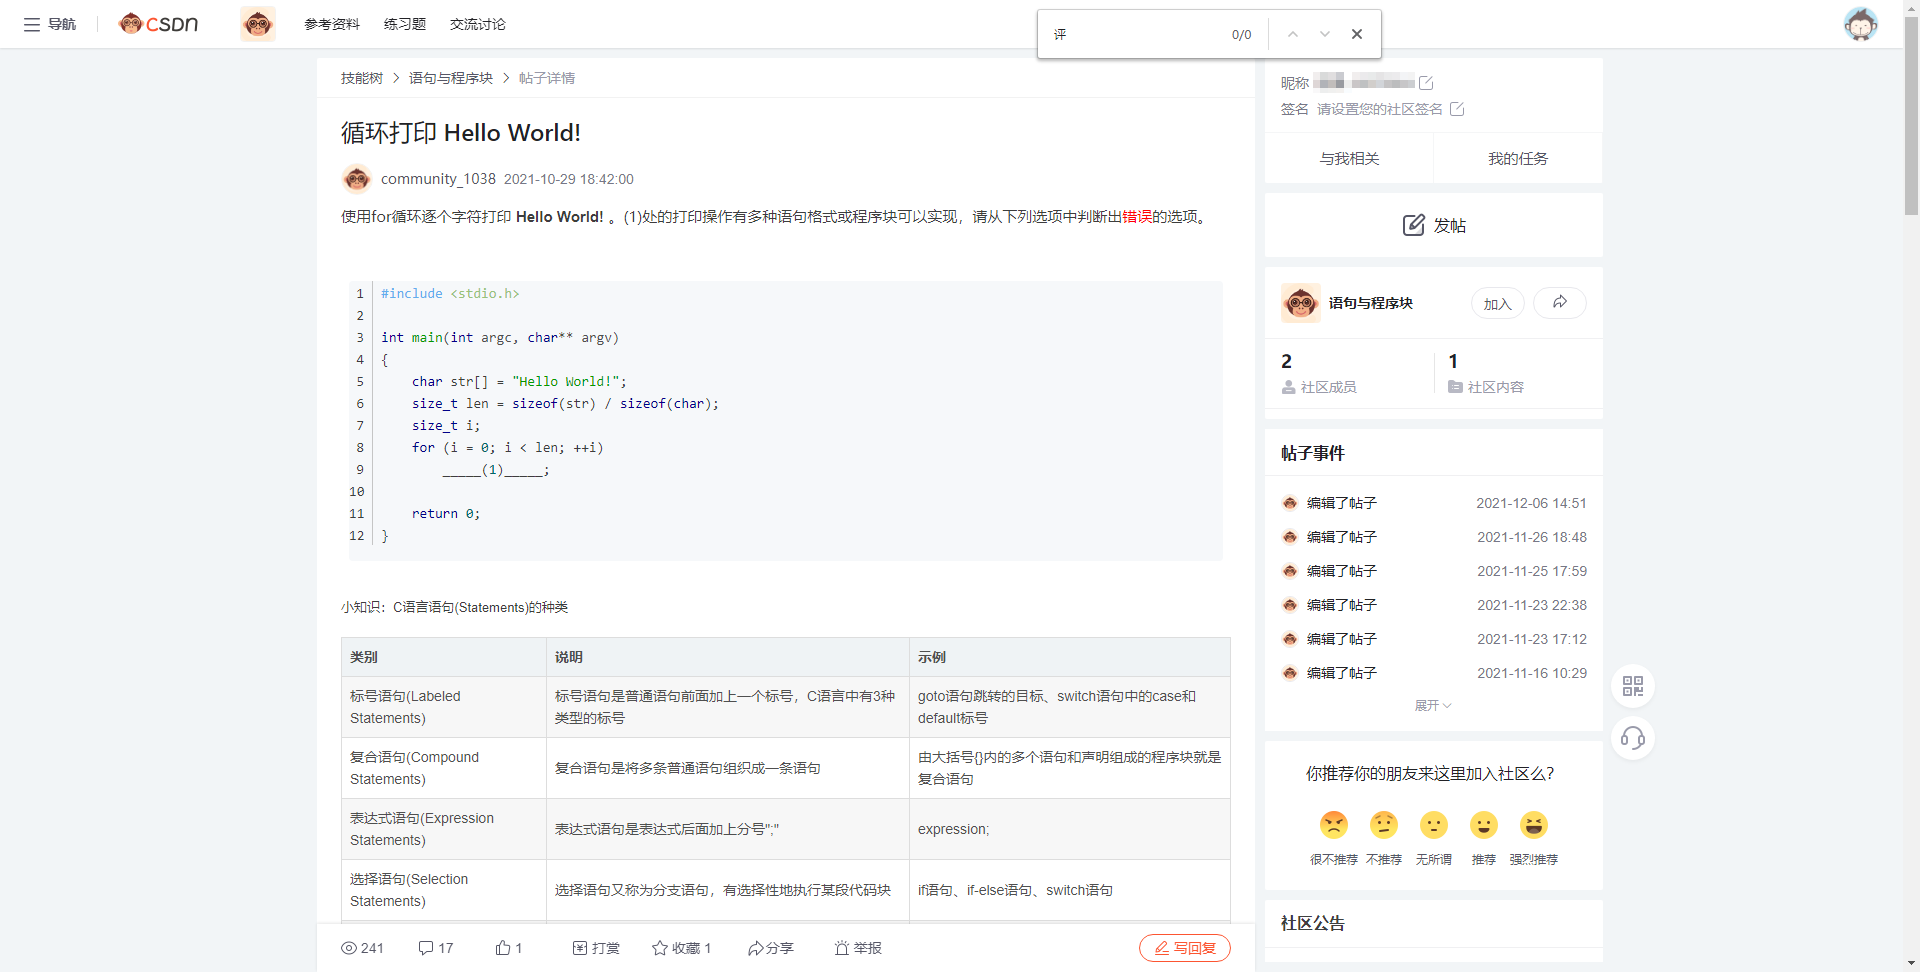 导航
CSDN
参考资料 练习题 交流讨论
评 0/0
技能树 > 语句与程序块 > 帖子详情
循环打印 Hello World!
community_1038 2021-10-29 18:42:00
使用for循环逐个字符打印 Hello World! 。(1)处的打印操作有多种语句格式或程序块可以实现，请从下列选项中判断出错误的选项。
1 #include <stdio.h>
2
3 int main(int argc, char** argv)
4 {
5     char str[] = "Hello World!";
6     size_t len = sizeof(str) / sizeof(char);
7     size_t i;
8     for (i = 0; i < len; ++i)
9         _____(1)_____;
10
11     return 0;
12 }
小知识：C语言语句(Statements)的种类
类别 说明 示例
标号语句(Labeled Statements) 标号语句是普通语句前面加上一个标号，C语言中有3种类型的标号 goto语句跳转的目标、switch语句中的case和default标号
复合语句(Compound Statements) 复合语句是将多条普通语句组织成一条语句 由大括号{}内的多个语句和声明组成的程序块就是复合语句
表达式语句(Expression Statements) 表达式语句是表达式后面加上分号";" expression;
选择语句(Selection Statements) 选择语句又称为分支语句，有选择性地执行某段代码块 if语句、if-else语句、switch语句
241 17 1 打赏 收藏 1 分享 举报 写回复
昵称
签名 请设置您的社区签名
与我相关 我的任务
发帖
语句与程序块 加入
2 1
社区成员 社区内容
帖子事件
编辑了帖子 2021-12-06 14:51
编辑了帖子 2021-11-26 18:48
编辑了帖子 2021-11-25 17:59
编辑了帖子 2021-11-23 22:38
编辑了帖子 2021-11-23 17:12
编辑了帖子 2021-11-16 10:29
展开
你推荐你的朋友来这里加入社区么?
很不推荐 不推荐 无所谓 推荐 强烈推荐
社区公告